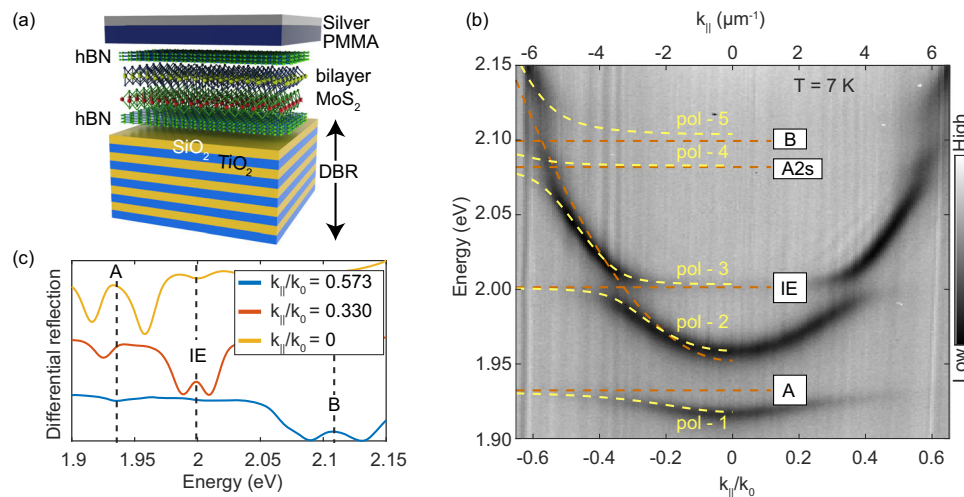 (a)
Silver
PMMA
hBN
bilayer
MoS₂
hBN
SiO₂
TiO₂
DBR
(b)
k|| (µm⁻¹)
-6 -4 -2 0 2 4 6
T = 7 K
2.15
2.10
2.05
2.00
1.95
1.90
Energy (eV)
pol - 5
B
pol - 4
A2s
pol - 3
IE
pol - 2
A
pol - 1
-0.6 -0.4 -0.2 0 0.2 0.4 0.6
k||/k₀
High
Low
(c)
A
IE
B
k||/k₀ = 0.573
k||/k₀ = 0.330
k||/k₀ = 0
Differential reflection
1.9 1.95 2 2.05 2.1 2.15
Energy (eV)